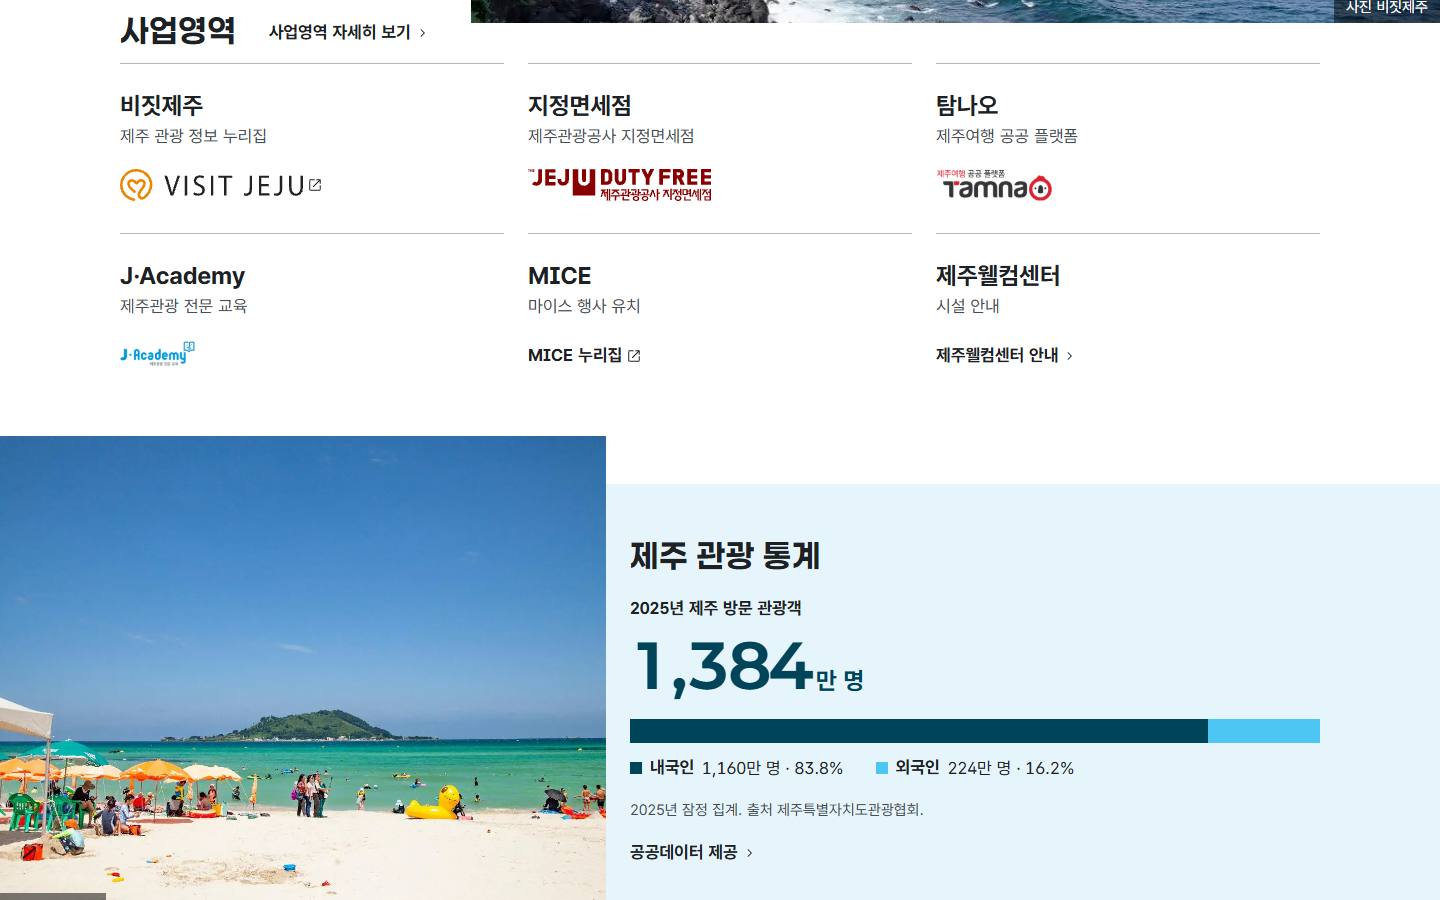 사진 비짓제주
사업영역
사업영역 자세히 보기
비짓제주
제주 관광 정보 누리집
VISIT JEJU
지정면세점
제주관광공사 지정면세점
THE JEJU DUTY FREE
제주관광공사 지정면세점
탐나오
제주여행 공공 플랫폼
제주여행 공공 플랫폼
Tamnao
J·Academy
제주관광 전문 교육
J·Academy
제주관광 전문 교육
MICE
마이스 행사 유치
MICE 누리집
제주웰컴센터
시설 안내
제주웰컴센터 안내
제주 관광 통계
2025년 제주 방문 관광객
1,384만 명
내국인 1,160만 명 · 83.8%
외국인 224만 명 · 16.2%
2025년 잠정 집계. 출처 제주특별자치도관광협회.
공공데이터 제공